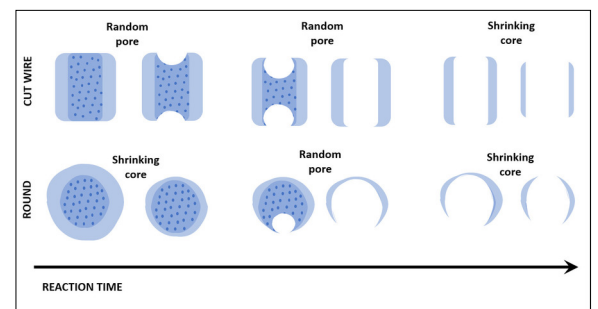 Random
pore
Random
pore
Shrinking
core
CUT WIRE
Shrinking
core
Random
pore
Shrinking
core
ROUND
REACTION TIME